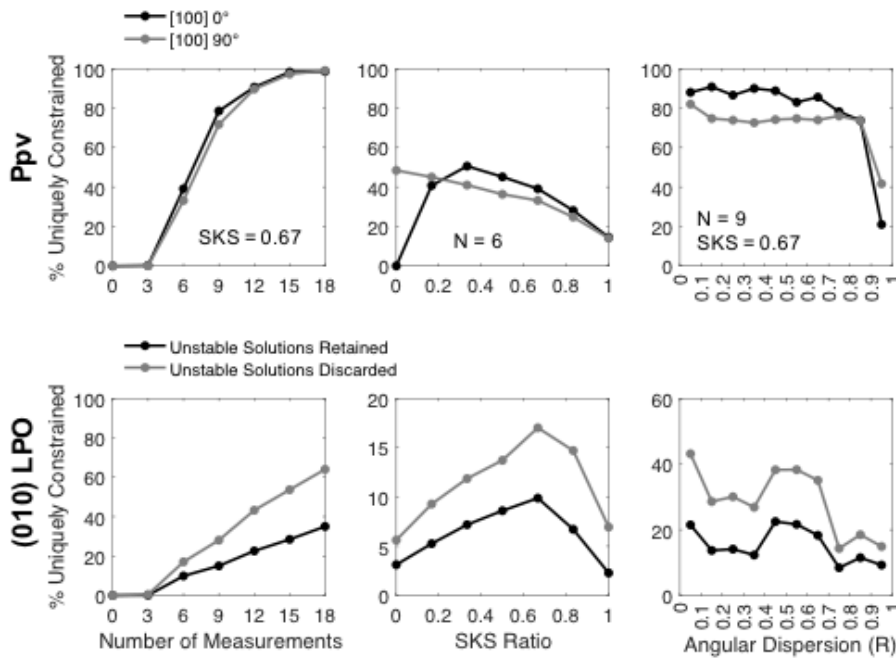 [100] 0°
[100] 90°
Ppv
% Uniquely Constrained
100
80
60
40
20
0
0 3 6 9 12 15 18
SKS = 0.67
100
80
60
40
20
0
0 0.2 0.4 0.6 0.8 1
N = 6
100
80
60
40
20
0
0 0.1 0.2 0.3 0.4 0.5 0.6 0.7 0.8 0.9 1
N = 9
SKS = 0.67
Unstable Solutions Retained
Unstable Solutions Discarded
(010) LPO
% Uniquely Constrained
100
80
60
40
20
0
0 3 6 9 12 15 18
Number of Measurements
20
15
10
5
0
0 0.2 0.4 0.6 0.8 1
SKS Ratio
60
40
20
0
0 0.1 0.2 0.3 0.4 0.5 0.6 0.7 0.8 0.9 1
Angular Dispersion (R)